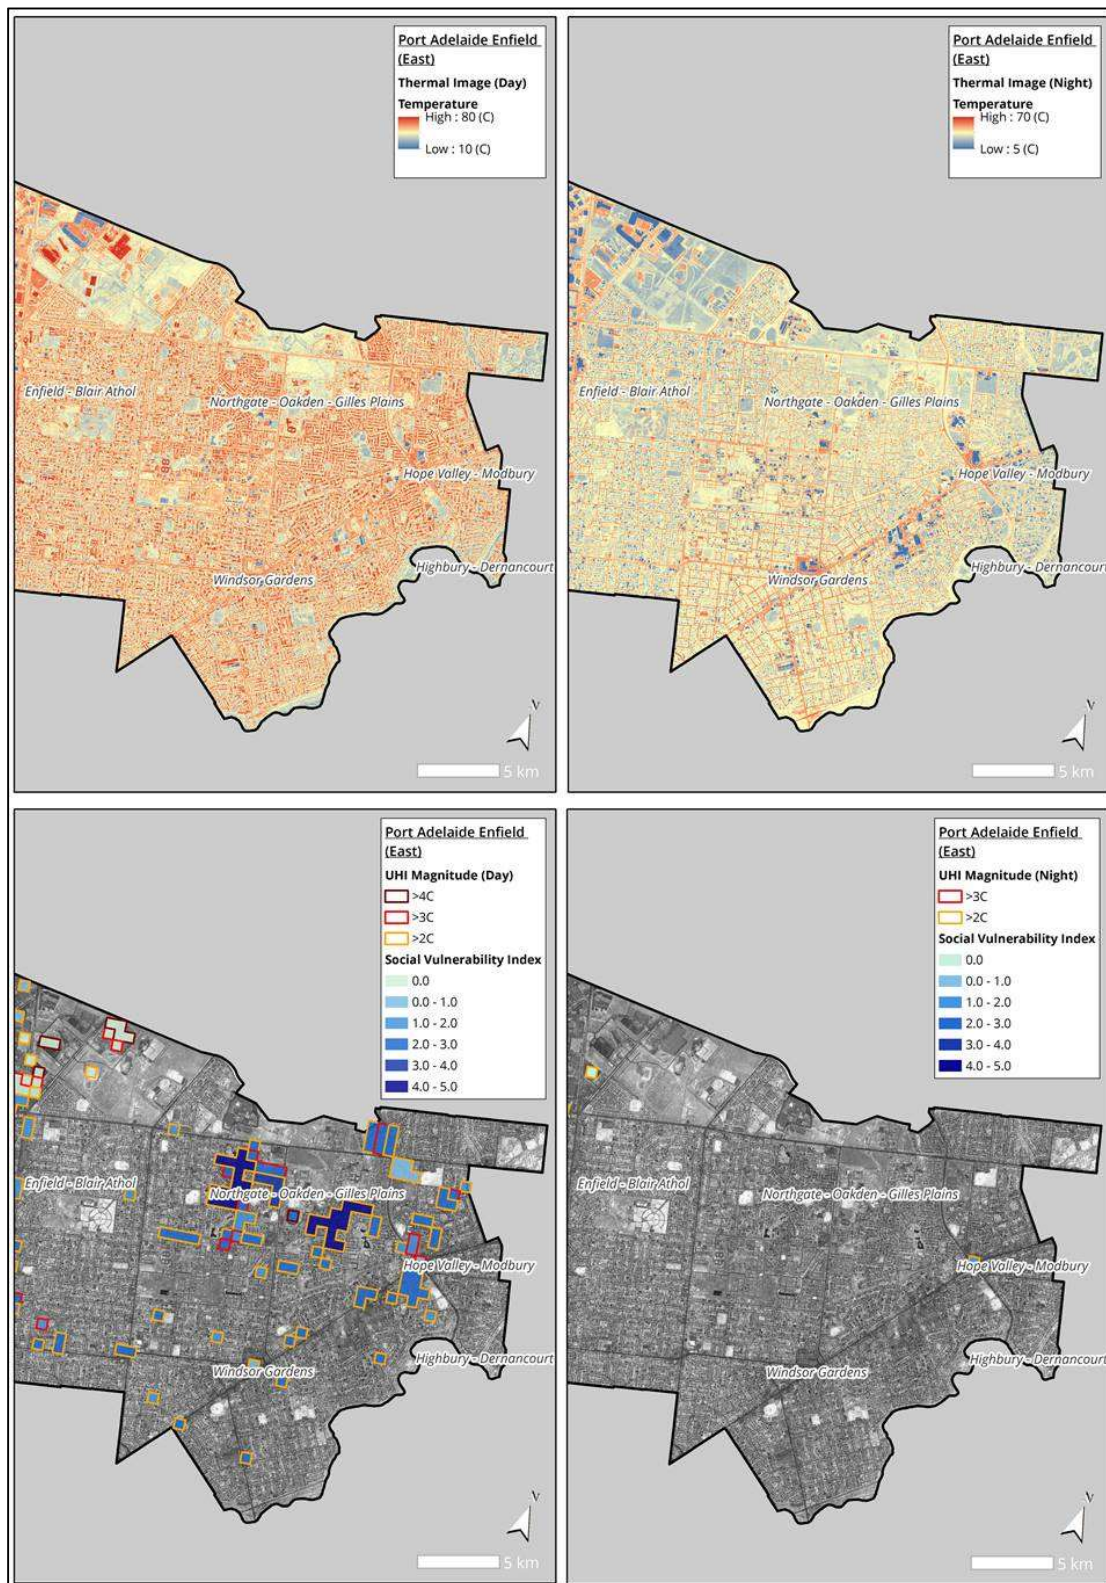 Port Adelaide Enfield
(East)
Thermal Image (Day)
Temperature
High : 80 (C)
Low : 10 (C)
Enfield - Blair Athol
Northgate - Oakden - Gilles Plains
Hope Valley - Modbury
Highbury - Dernancourt
Windsor Gardens
5 km
Port Adelaide Enfield
(East)
Thermal Image (Night)
Temperature
High : 70 (C)
Low : 5 (C)
Enfield - Blair Athol
Northgate - Oakden - Gilles Plains
Hope Valley - Modbury
Highbury - Dernancourt
Windsor Gardens
5 km
Port Adelaide Enfield
(East)
UHI Magnitude (Day)
>4C
>3C
>2C
Social Vulnerability Index
0.0
0.0 - 1.0
1.0 - 2.0
2.0 - 3.0
3.0 - 4.0
4.0 - 5.0
Enfield - Blair Athol
Northgate - Oakden - Gilles Plains
Hope Valley - Modbury
Highbury - Dernancourt
Windsor Gardens
5 km
Port Adelaide Enfield
(East)
UHI Magnitude (Night)
>3C
>2C
Social Vulnerability Index
0.0
0.0 - 1.0
1.0 - 2.0
2.0 - 3.0
3.0 - 4.0
4.0 - 5.0
Enfield - Blair Athol
Northgate - Oakden - Gilles Plains
Hope Valley - Modbury
Highbury - Dernancourt
Windsor Gardens
5 km